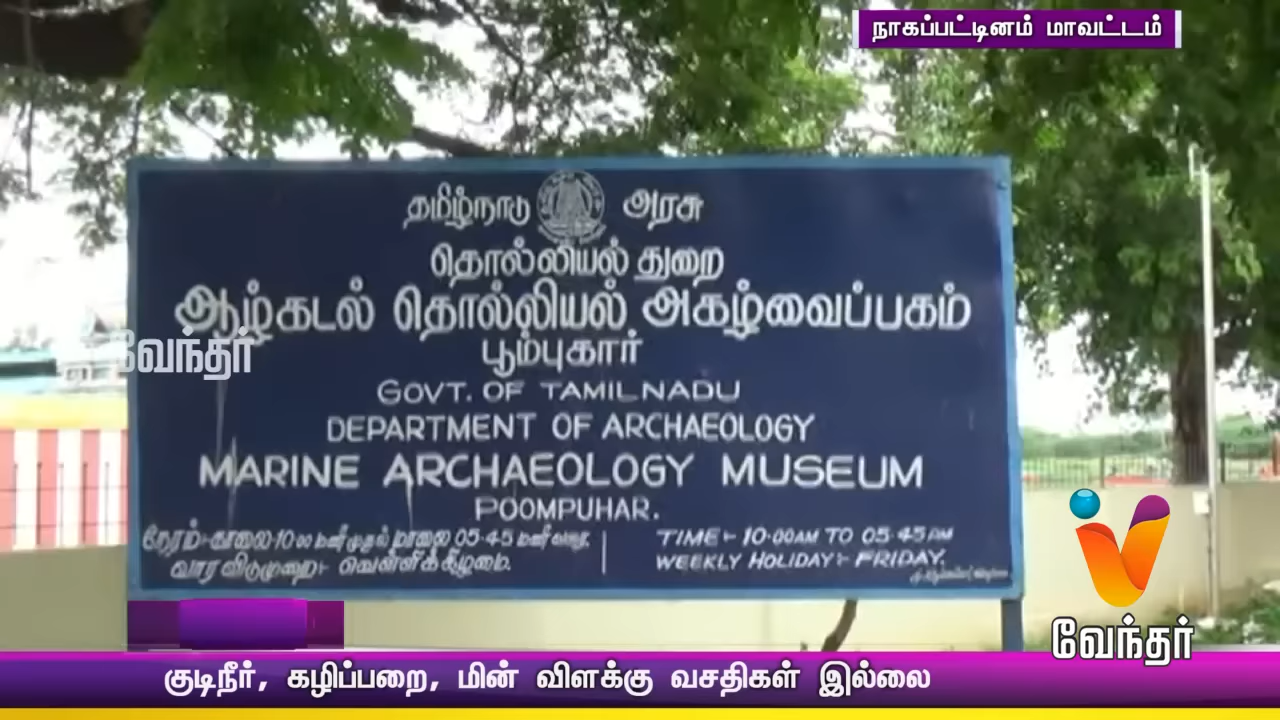 நாகப்பட்டினம் மாவட்டம்
தமிழ்நாடு அரசு
தொல்லியல் துறை
ஆழ்கடல் தொல்லியல் அகழ்வைப்பகம்
வேந்தர்
பூம்புகார்
GOVT. OF TAMILNADU
DEPARTMENT OF ARCHAEOLOGY
MARINE ARCHAEOLOGY MUSEUM
POOMPUHAR.
நேரம்:- காலை-10 00 மணி முதல் மாலை 05-45 மணி வரை,
வார விடுமுறை:- வெள்ளிக்கிழமை.
TIME:- 10.00AM TO 05.45PM
WEEKLY HOLIDAY:- FRIDAY.
வேந்தர்
குடிநீர், கழிப்பறை, மின் விளக்கு வசதிகள் இல்லை